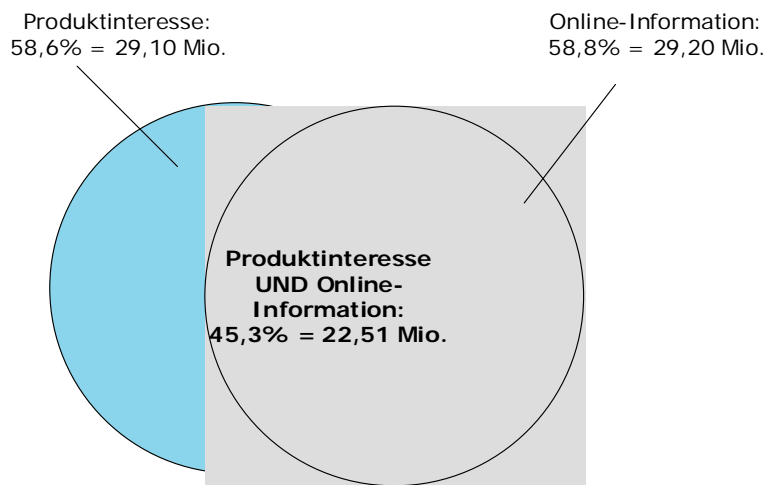 Produktinteresse:
58,6% = 29,10 Mio.
Online-Information:
58,8% = 29,20 Mio.
Produktinteresse
UND Online-
Information:
45,3% = 22,51 Mio.